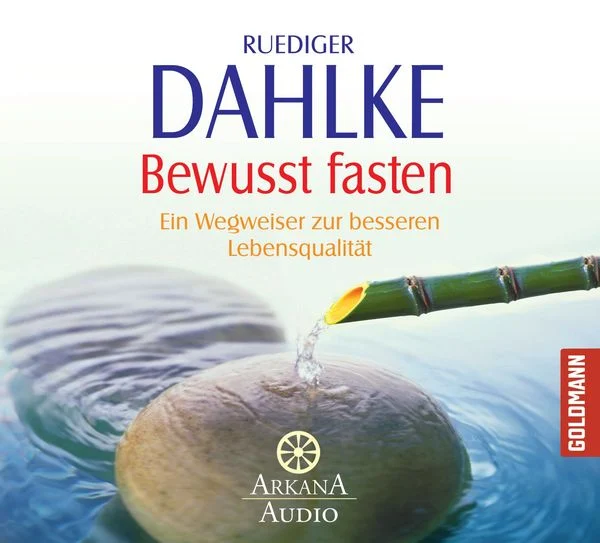 RUEDIGER
DAHLKE
Bewusst fasten
Ein Wegweiser zur besseren
Lebensqualität
GOLDMANN
ARKANA
AUDIO